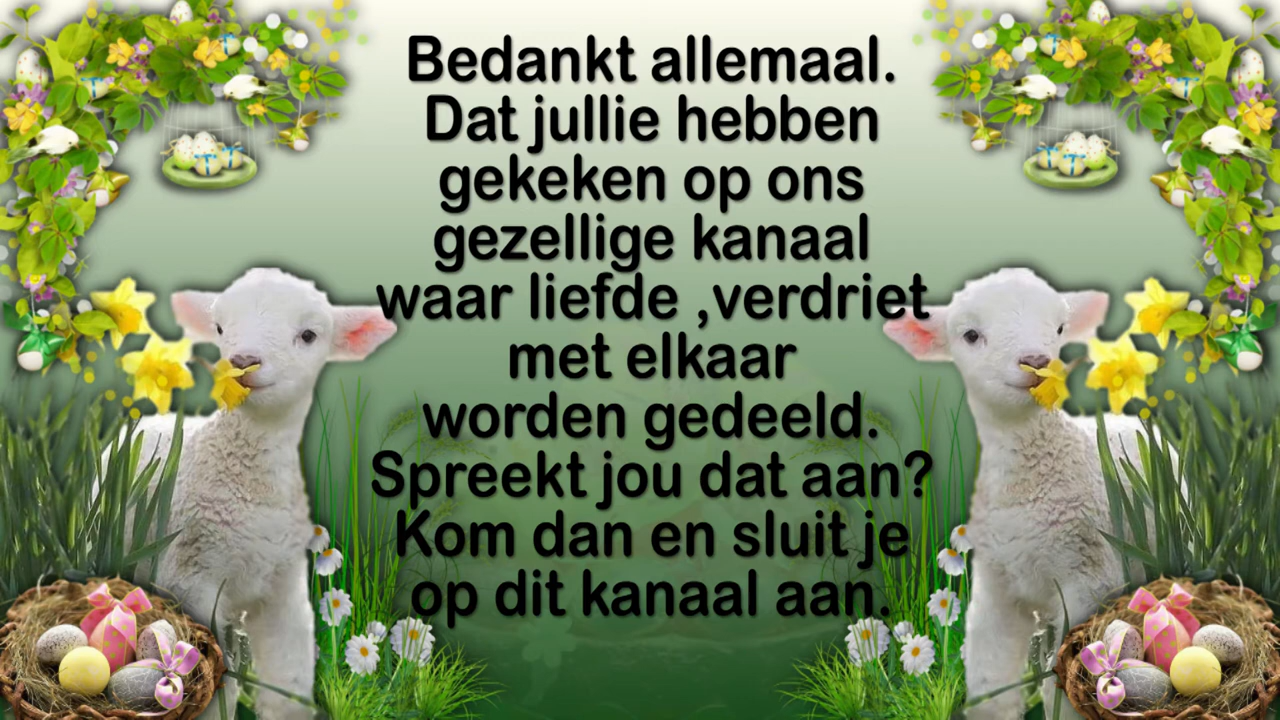 Bedankt allemaal.
Dat jullie hebben
gekeken op ons
gezellige kanaal
waar liefde ,verdriet
met elkaar
worden gedeeld.
Spreekt jou dat aan?
Kom dan en sluit je
op dit kanaal aan.